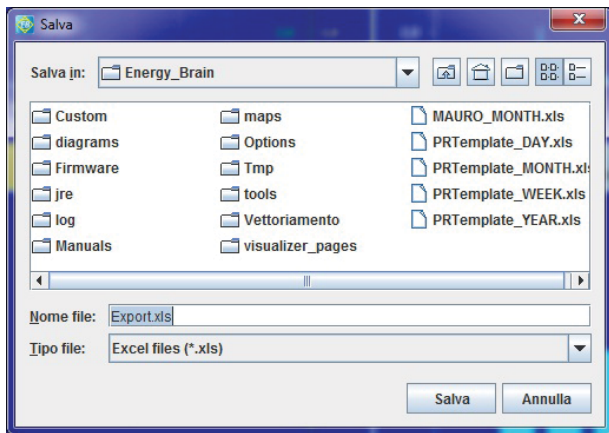 Salva
Salva in: Energy_Brain
Custom maps MAURO_MONTH.xls
diagrams Options PRTemplate_DAY.xls
Firmware Tmp PRTemplate_MONTH.xls
jre tools PRTemplate_WEEK.xls
log Vettoriamento PRTemplate_YEAR.xls
Manuals visualizer_pages
Nome file: Export.xls
Tipo file: Excel files (*.xls)
Salva Annulla